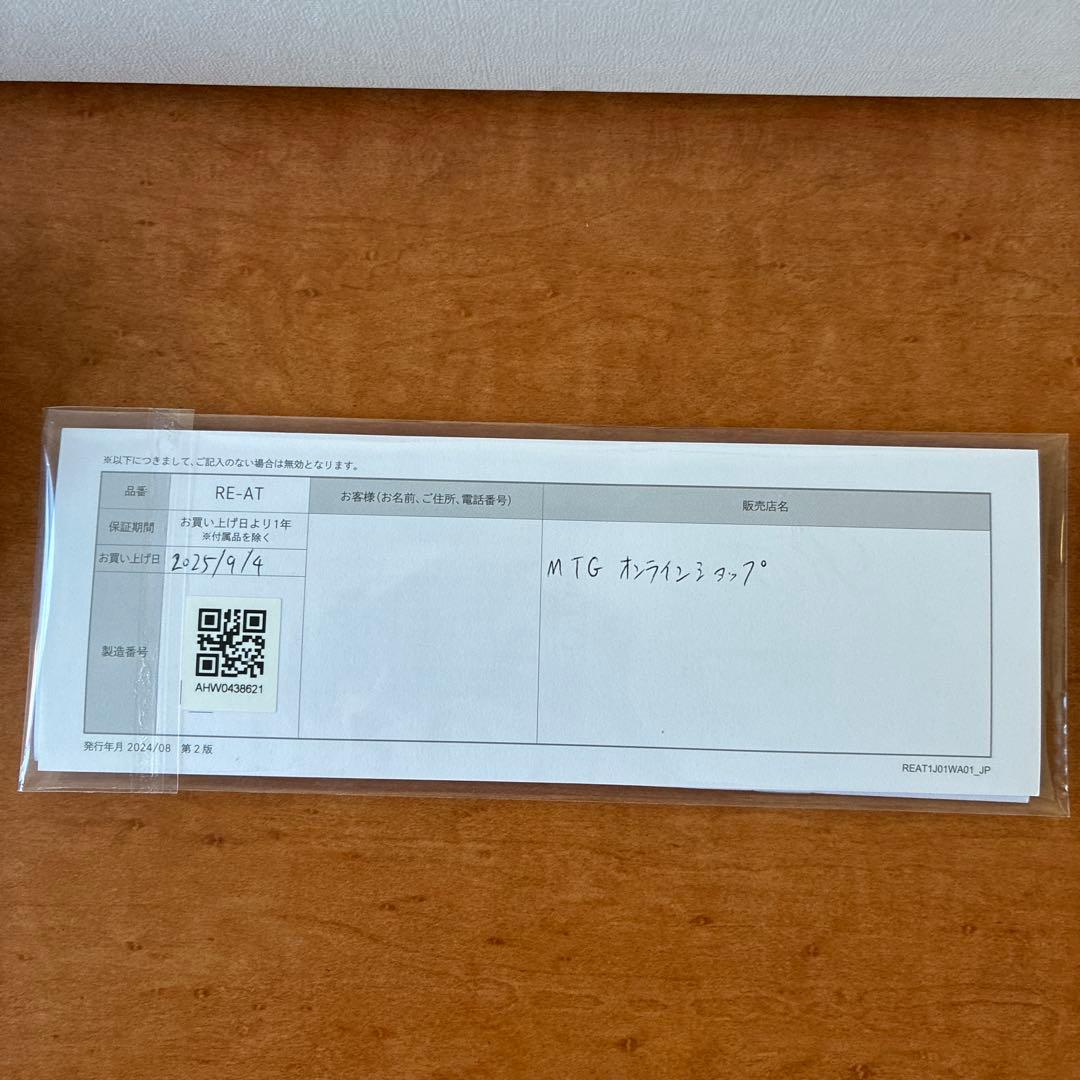 ※以下につきまして、ご記入のない場合は無効となります。
品番 RE-AT お客様(お名前、ご住所、電話番号) 販売店名
保証期間 お買い上げ日より1年
※付属品を除く
お買い上げ日 2025/9/4
MTG オンラインショップ
製造番号
AHW0438621
発行年月 2024/08 第2版
REAT1J01WA01_JP